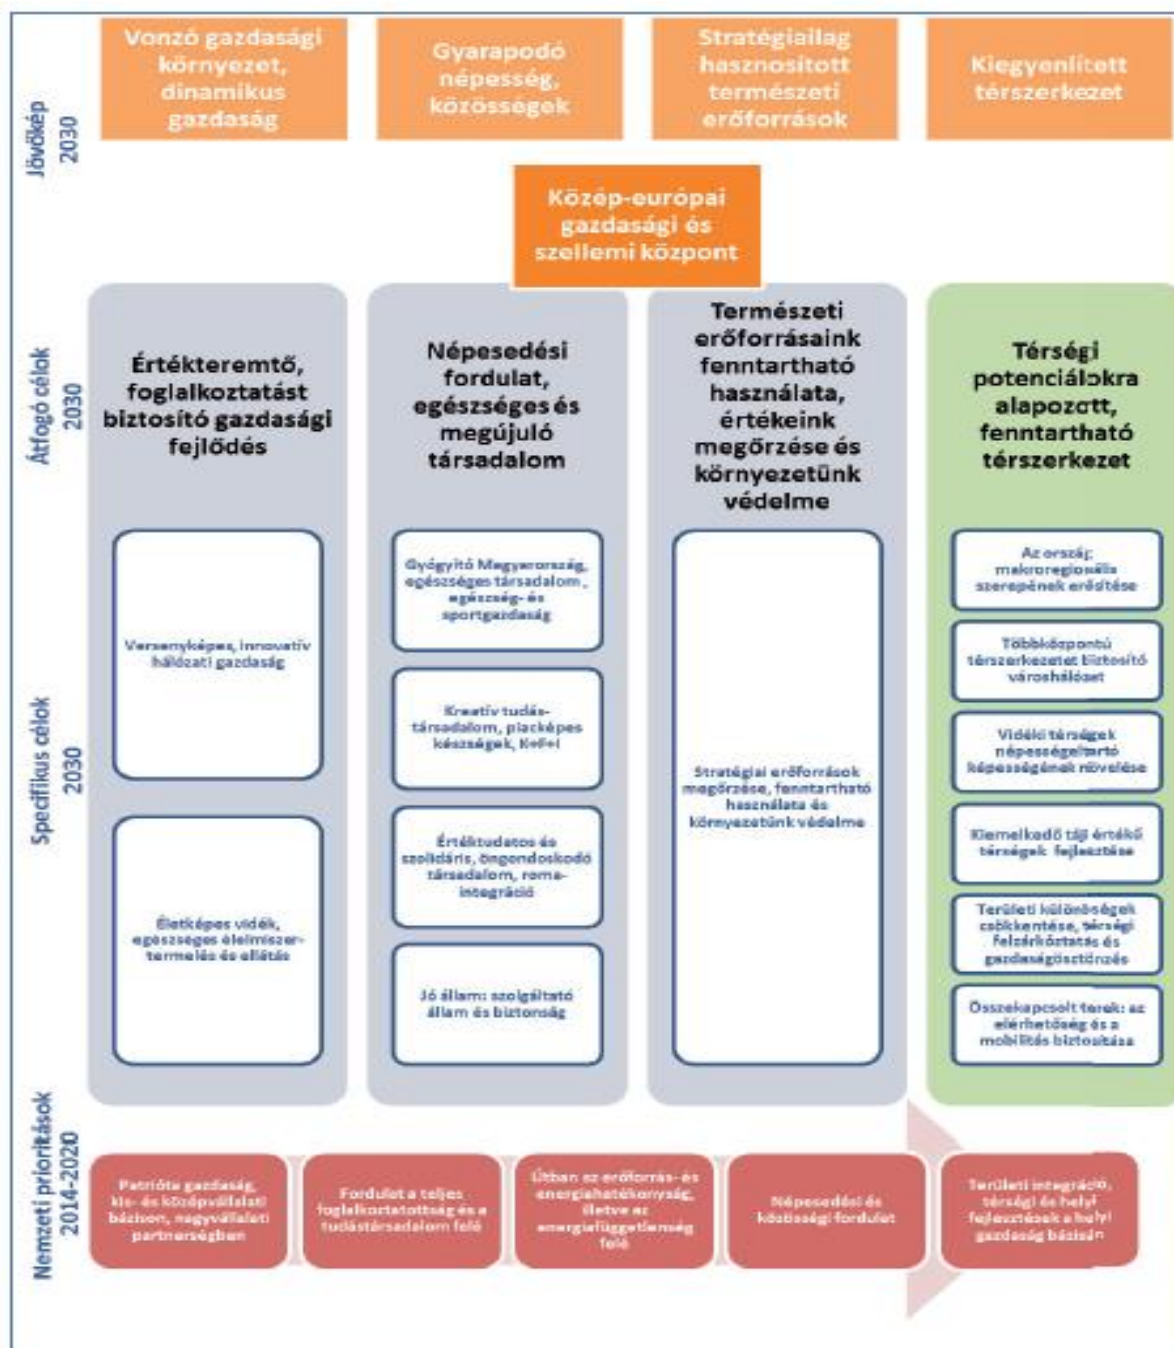 Jövőkép
2030
Vonzó gazdasági
környezet,
dinamikus
gazdaság
Gyarapodó
népesség,
közösségek
Stratégiailag
hasznosított
természeti
erőforrások
Kiegyenlített
térszerkezet
Közép-európai
gazdasági és
szellemi központ
Átfogó célok
2030
Értékteremtő,
foglalkoztatást
biztosító gazdasági
fejlődés
Népesedési
fordulat,
egészséges és
megújuló
társadalom
Természeti
erőforrásaink
fenntartható
használata,
értékeink
megőrzése és
környezetünk
védelme
Térségi
potenciálokra
alapozott,
fenntartható
térszerkezet
Specifikus célok
2030
Versenyképes, innovatív
hálózati gazdaság
Életképes vidék,
egészséges élelmiszer-
termelés és ellátás
Gyógyító Magyarország,
egészséges társadalom,
egészség- és
sportgazdaság
Kreatív tudás-
társadalom, piacképes
készségek, K+F+I
Értéktudatos és
szolidáris, öngondoskodó
társadalom, roma-
integráció
Jó állam: szolgáltató
állam és biztonság
Stratégiai erőforrások
megőrzése, fenntartható
használata és
környezetünk védelme
Az ország
makroregionális
szerepének erősítése
Többközpontú
térszerkezetet biztosító
városhálózat
Vidéki térségek
népességeltartó
képességének növelése
Kiemelkedő táji értékű
térségek fejlesztése
Területi különbségek
csökkentése, térségi
felzárkóztatás és
gazdaságösztönzés
Összekapcsolt terek: az
elérhetőség és a
mobilitás biztosítása
Nemzeti prioritások
2014-2020
Patrióta gazdaság,
kis- és középvállalati
bázison, nagyvállalati
partnerségben
Fordulat a teljes
foglalkoztatottság és a
tudástársadalom felé
Útban az erőforrás- és
energiahatékonyság,
illetve az
energiafüggetlenség
felé
Népesedési és
közösségi fordulat
Területi integráció,
térségi és helyi
fejlesztések a helyi
gazdaság bázisán